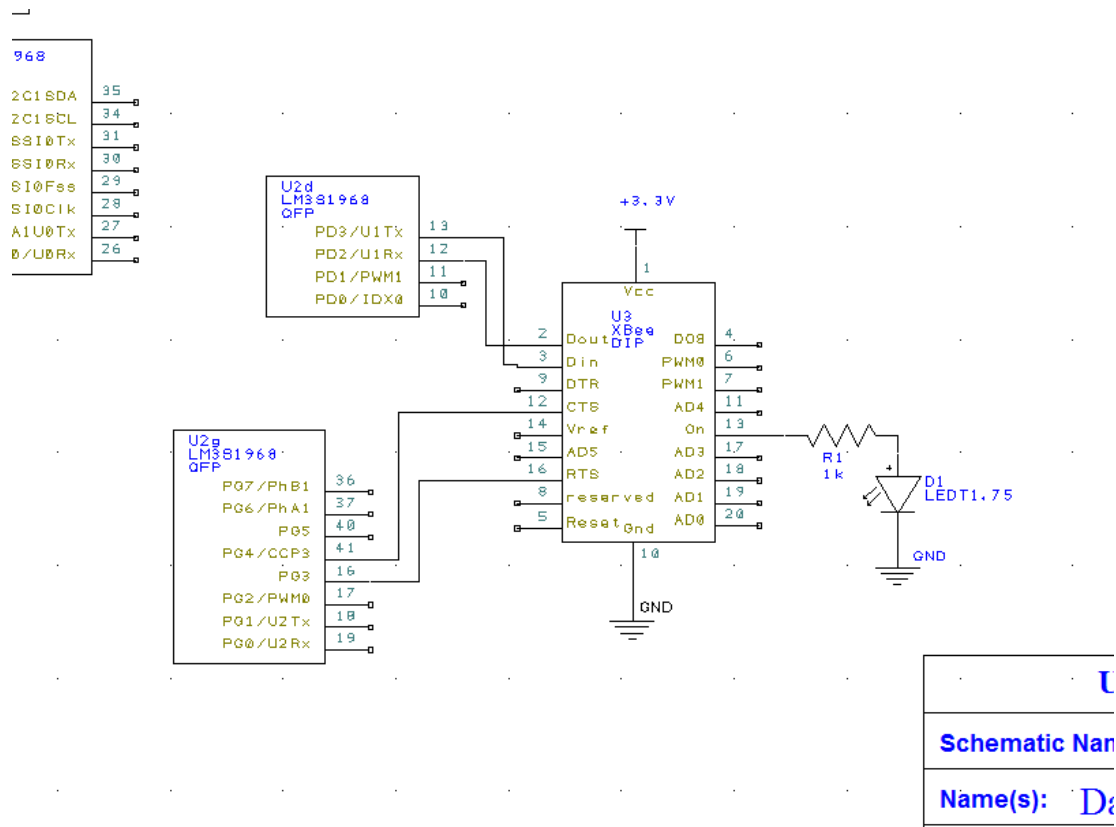 968
2C1SDA 35
2C1SCL 34
SSI0Tx 31
SSI0Rx 30
SI0Fss 29
SI0Clk 28
A1U0Tx 27
0/U0Rx 26
U2d
LM3S1968
QFP
PD3/U1Tx 13
PD2/U1Rx 12
PD1/PWM1 11
PD0/IDX0 10
+3.3V
1
Vcc
U3
XBee
DIP
2 Dout DO8 4
3 Din PWM0 6
9 DTR PWM1 7
12 CTS AD4 11
14 Vref On 13
15 AD5 AD3 17
16 RTS AD2 18
8 reserved AD1 19
5 Reset Gnd AD0 20
10
GND
R1
1k
+
D1
LEDT1.75
GND
U2g
LM3S1968
QFP
PG7/PhB1 36
PG6/PhA1 37
PG5 40
PG4/CCP3 41
PG3 16
PG2/PWM0 17
PG1/U2Tx 18
PG0/U2Rx 19
U
Schematic Nam
Name(s): Da